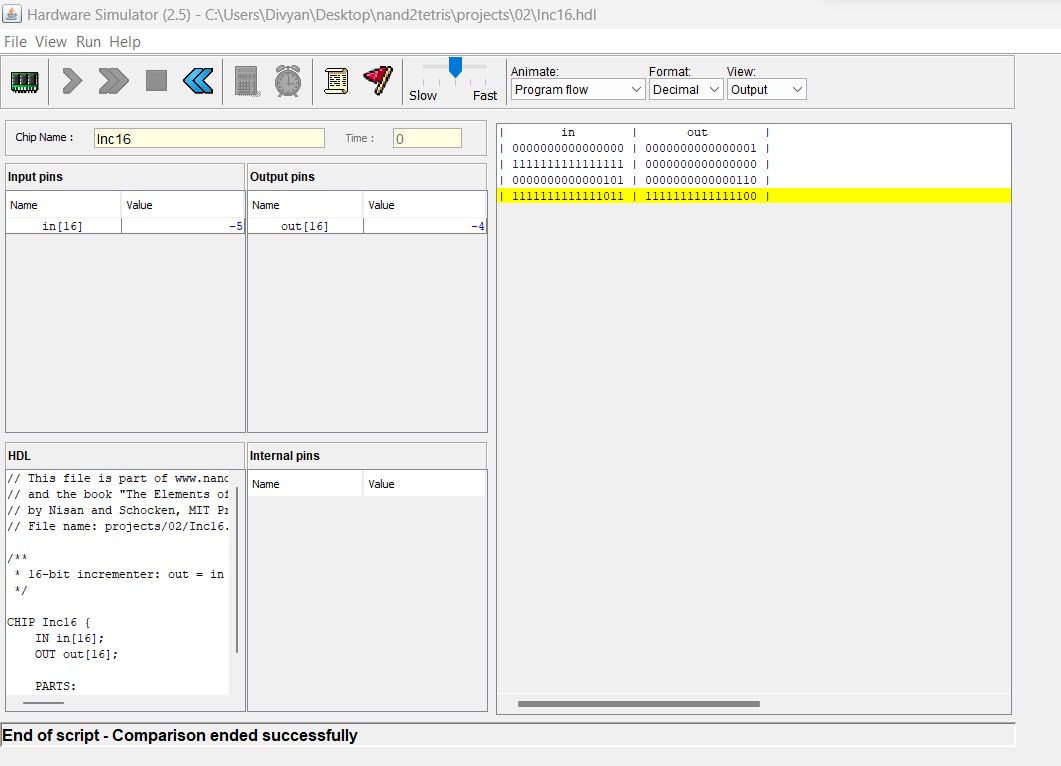 Hardware Simulator (2.5) - C:\Users\Divyan\Desktop\nand2tetris\projects\02\Inc16.hdl
File View Run Help
Slow Fast
Animate: Format: View:
Program flow Decimal Output
Chip Name : Inc16 Time : 0
Input pins
Name Value
in[16] -5
Output pins
Name Value
out[16] -4
HDL
// This file is part of www.nand
// and the book "The Elements of
// by Nisan and Schocken, MIT Pr
// File name: projects/02/Inc16.
/**
* 16-bit incrementer: out = in
*/
CHIP Inc16 {
IN in[16];
OUT out[16];
PARTS:
Internal pins
Name Value
| in | out |
| 0000000000000000 | 0000000000000001 |
| 1111111111111111 | 0000000000000000 |
| 0000000000000101 | 0000000000000110 |
| 1111111111111011 | 1111111111111100 |
End of script - Comparison ended successfully